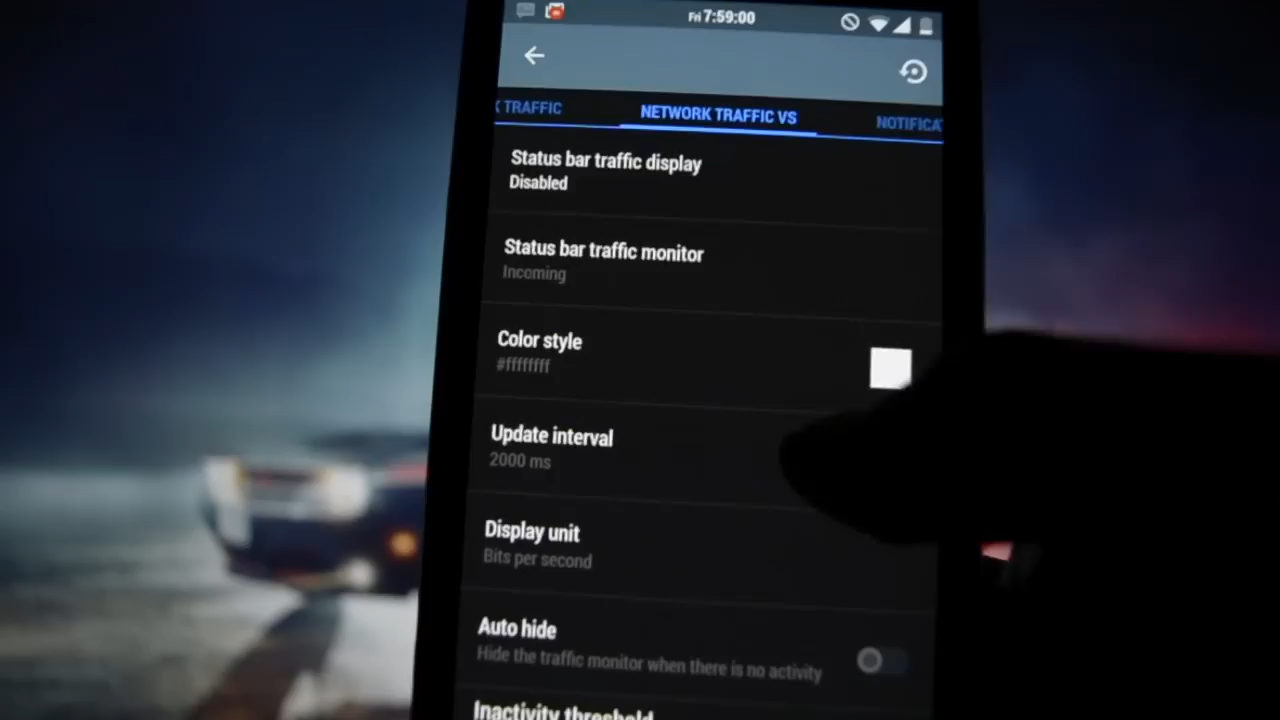 Fri 7:59:00
K TRAFFIC NETWORK TRAFFIC VS NOTIFICA
Status bar traffic display
Disabled
Status bar traffic monitor
Incoming
Color style
#ffffffff
Update interval
2000 ms
Display unit
Bits per second
Auto hide
Hide the traffic monitor when there is no activity
Inactivity threshold